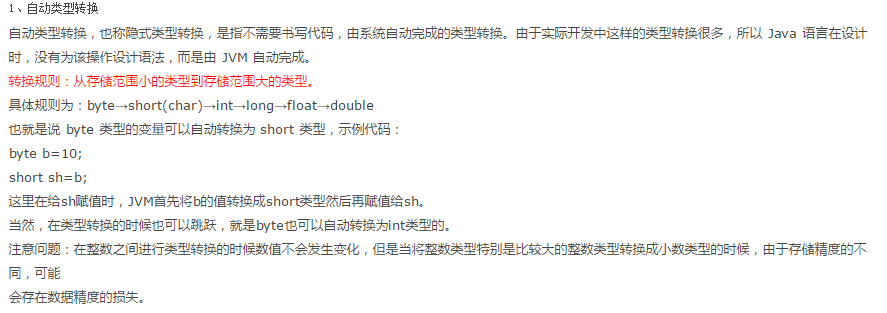 1、自动类型转换
自动类型转换，也称隐式类型转换，是指不需要书写代码，由系统自动完成的类型转换。由于实际开发中这样的类型转换很多，所以 Java 语言在设计
时，没有为该操作设计语法，而是由 JVM 自动完成。
转换规则：从存储范围小的类型到存储范围大的类型。
具体规则为：byte→short(char)→int→long→float→double
也就是说 byte 类型的变量可以自动转换为 short 类型，示例代码：
byte b=10;
short sh=b;
这里在给sh赋值时，JVM首先将b的值转换成short类型然后再赋值给sh。
当然，在类型转换的时候也可以跳跃，就是byte也可以自动转换为int类型的。
注意问题：在整数之间进行类型转换的时候数值不会发生变化，但是当将整数类型特别是比较大的整数类型转换成小数类型的时候，由于存储精度的不
同，可能
会存在数据精度的损失。